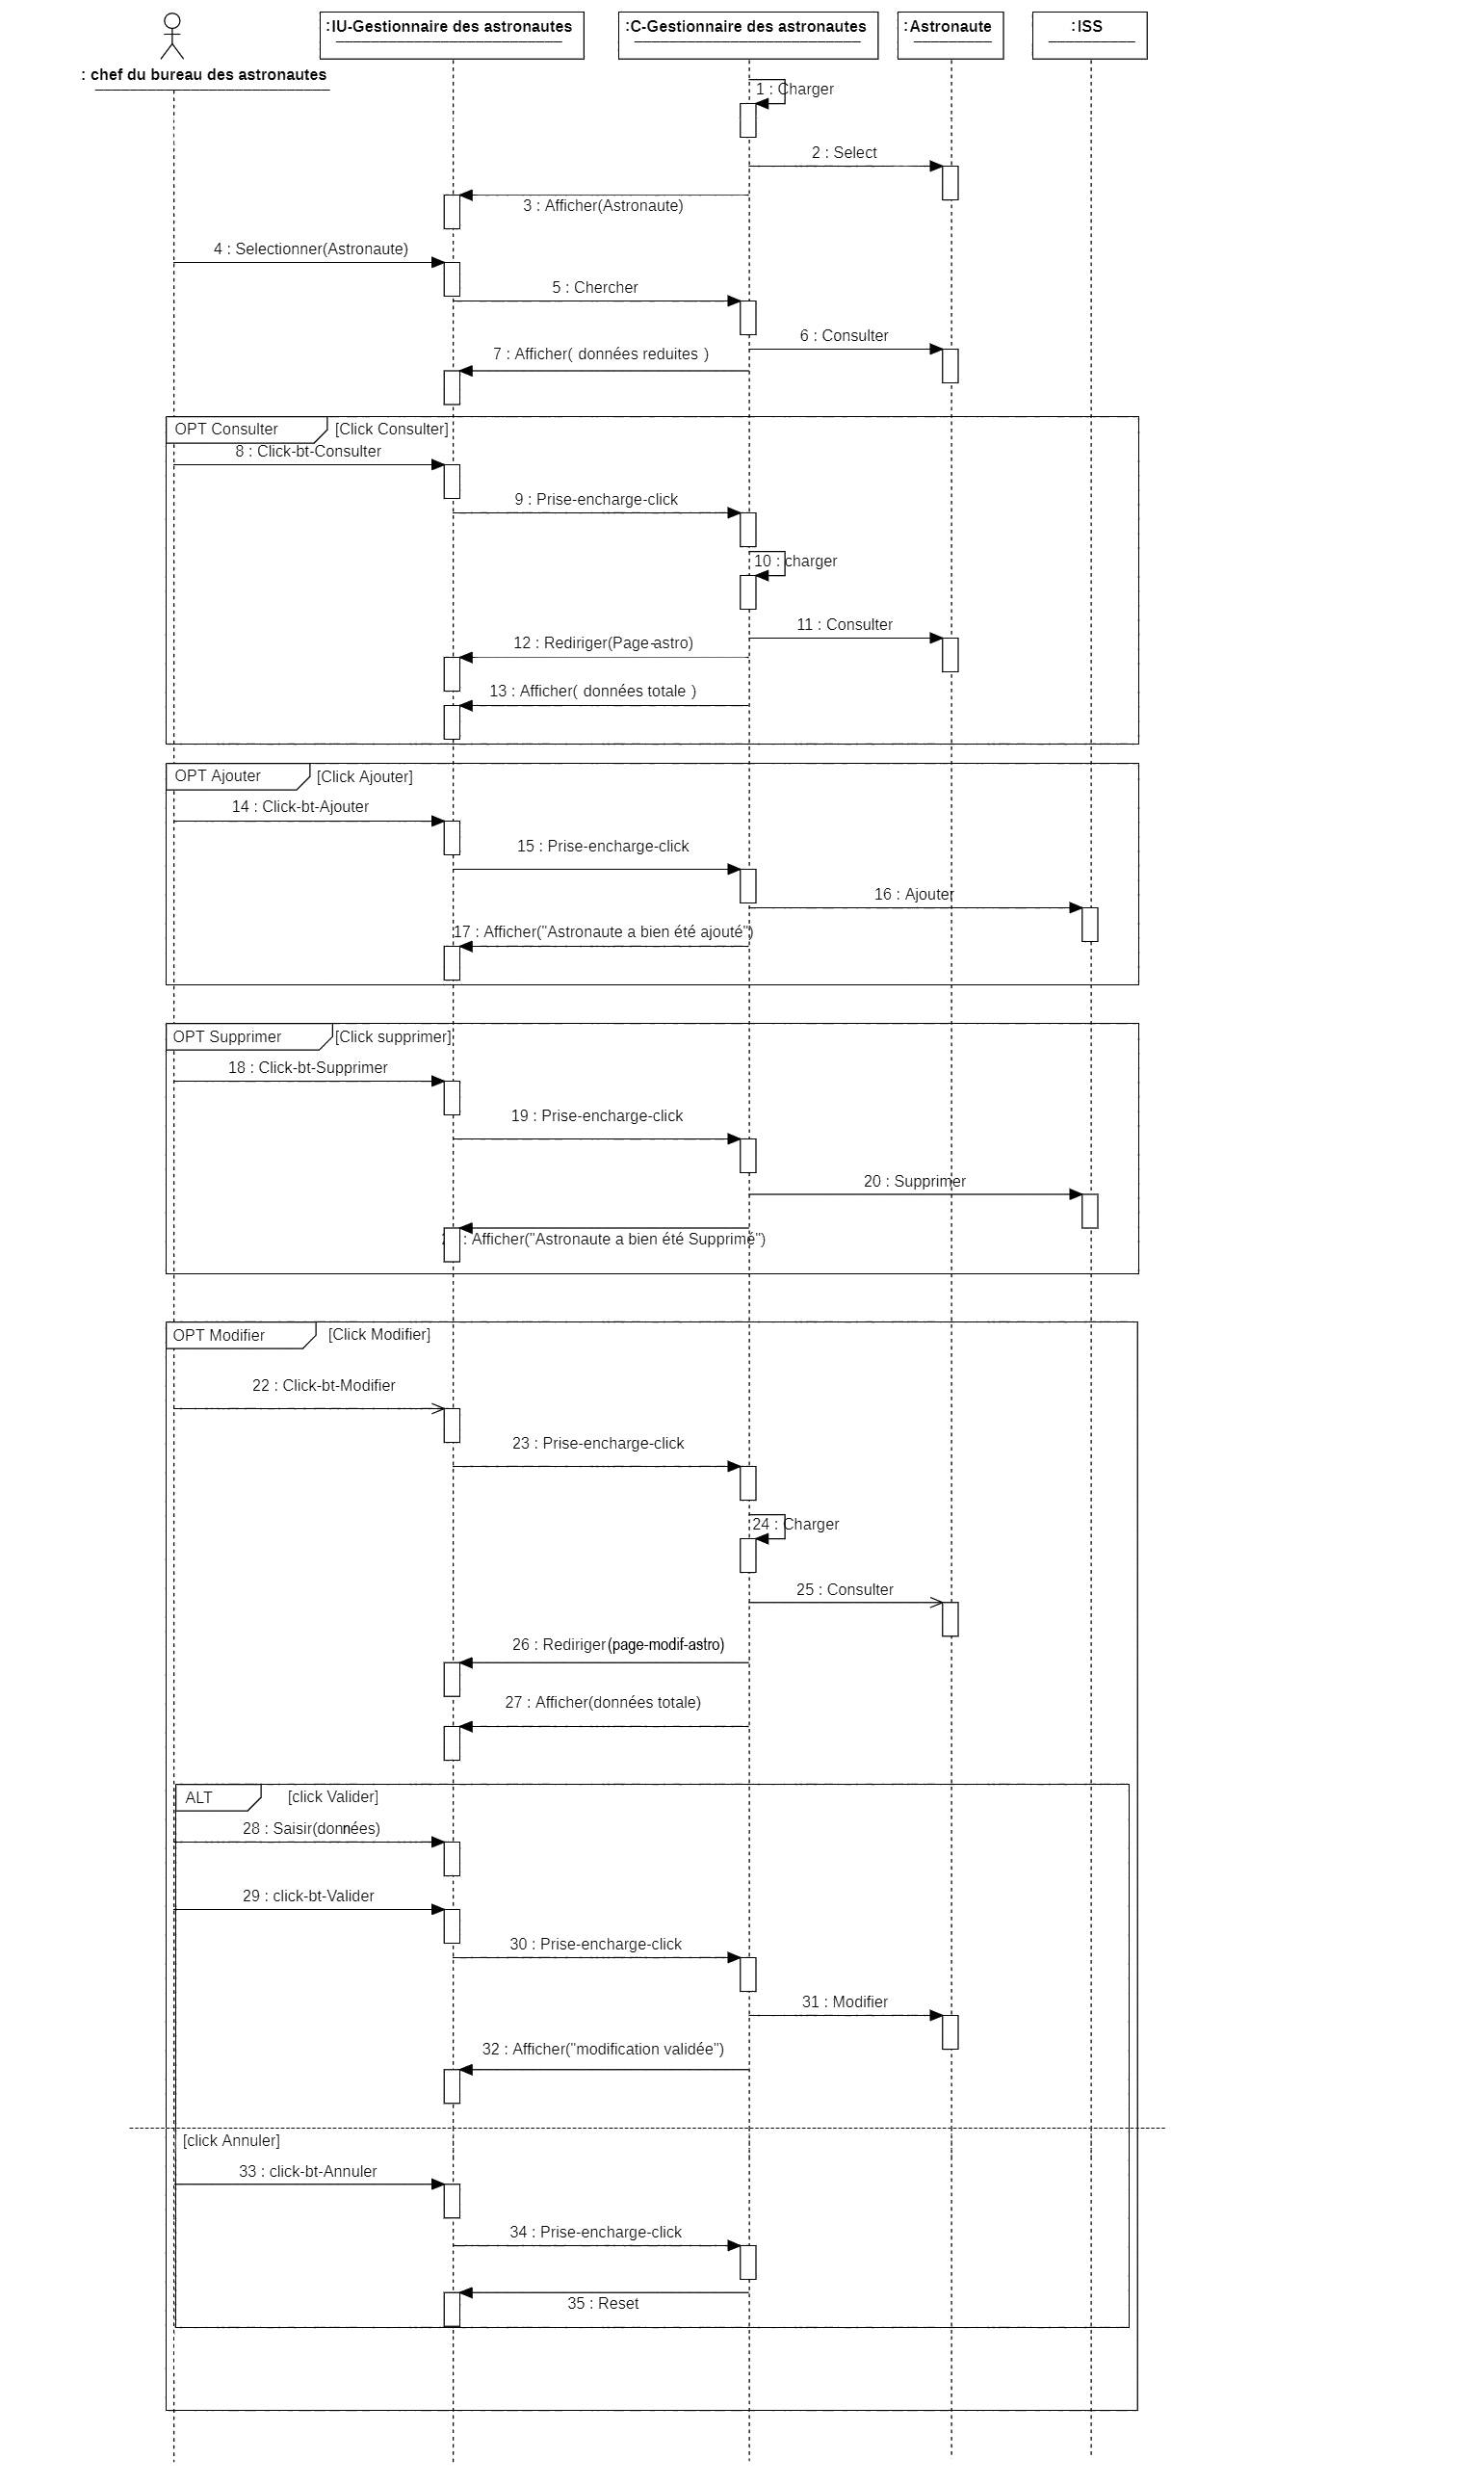 :IU-Gestionnaire des astronautes
:C-Gestionnaire des astronautes
:Astronaute
:ISS
: chef du bureau des astronautes
1 : Charger
2 : Select
3 : Afficher(Astronaute)
4 : Selectionner(Astronaute)
5 : Chercher
6 : Consulter
7 : Afficher( données reduites )
OPT Consulter
[Click Consulter]
8 : Click-bt-Consulter
9 : Prise-encharge-click
10 : charger
11 : Consulter
12 : Rediriger(Page-astro)
13 : Afficher( données totale )
OPT Ajouter
[Click Ajouter]
14 : Click-bt-Ajouter
15 : Prise-encharge-click
16 : Ajouter
17 : Afficher("Astronaute a bien été ajouté")
OPT Supprimer
[Click supprimer]
18 : Click-bt-Supprimer
19 : Prise-encharge-click
20 : Supprimer
: Afficher("Astronaute a bien été Supprimé")
OPT Modifier
[Click Modifier]
22 : Click-bt-Modifier
23 : Prise-encharge-click
24 : Charger
25 : Consulter
26 : Rediriger(page-modif-astro)
27 : Afficher(données totale)
ALT
[click Valider]
28 : Saisir(données)
29 : click-bt-Valider
30 : Prise-encharge-click
31 : Modifier
32 : Afficher("modification validée")
[click Annuler]
33 : click-bt-Annuler
34 : Prise-encharge-click
35 : Reset